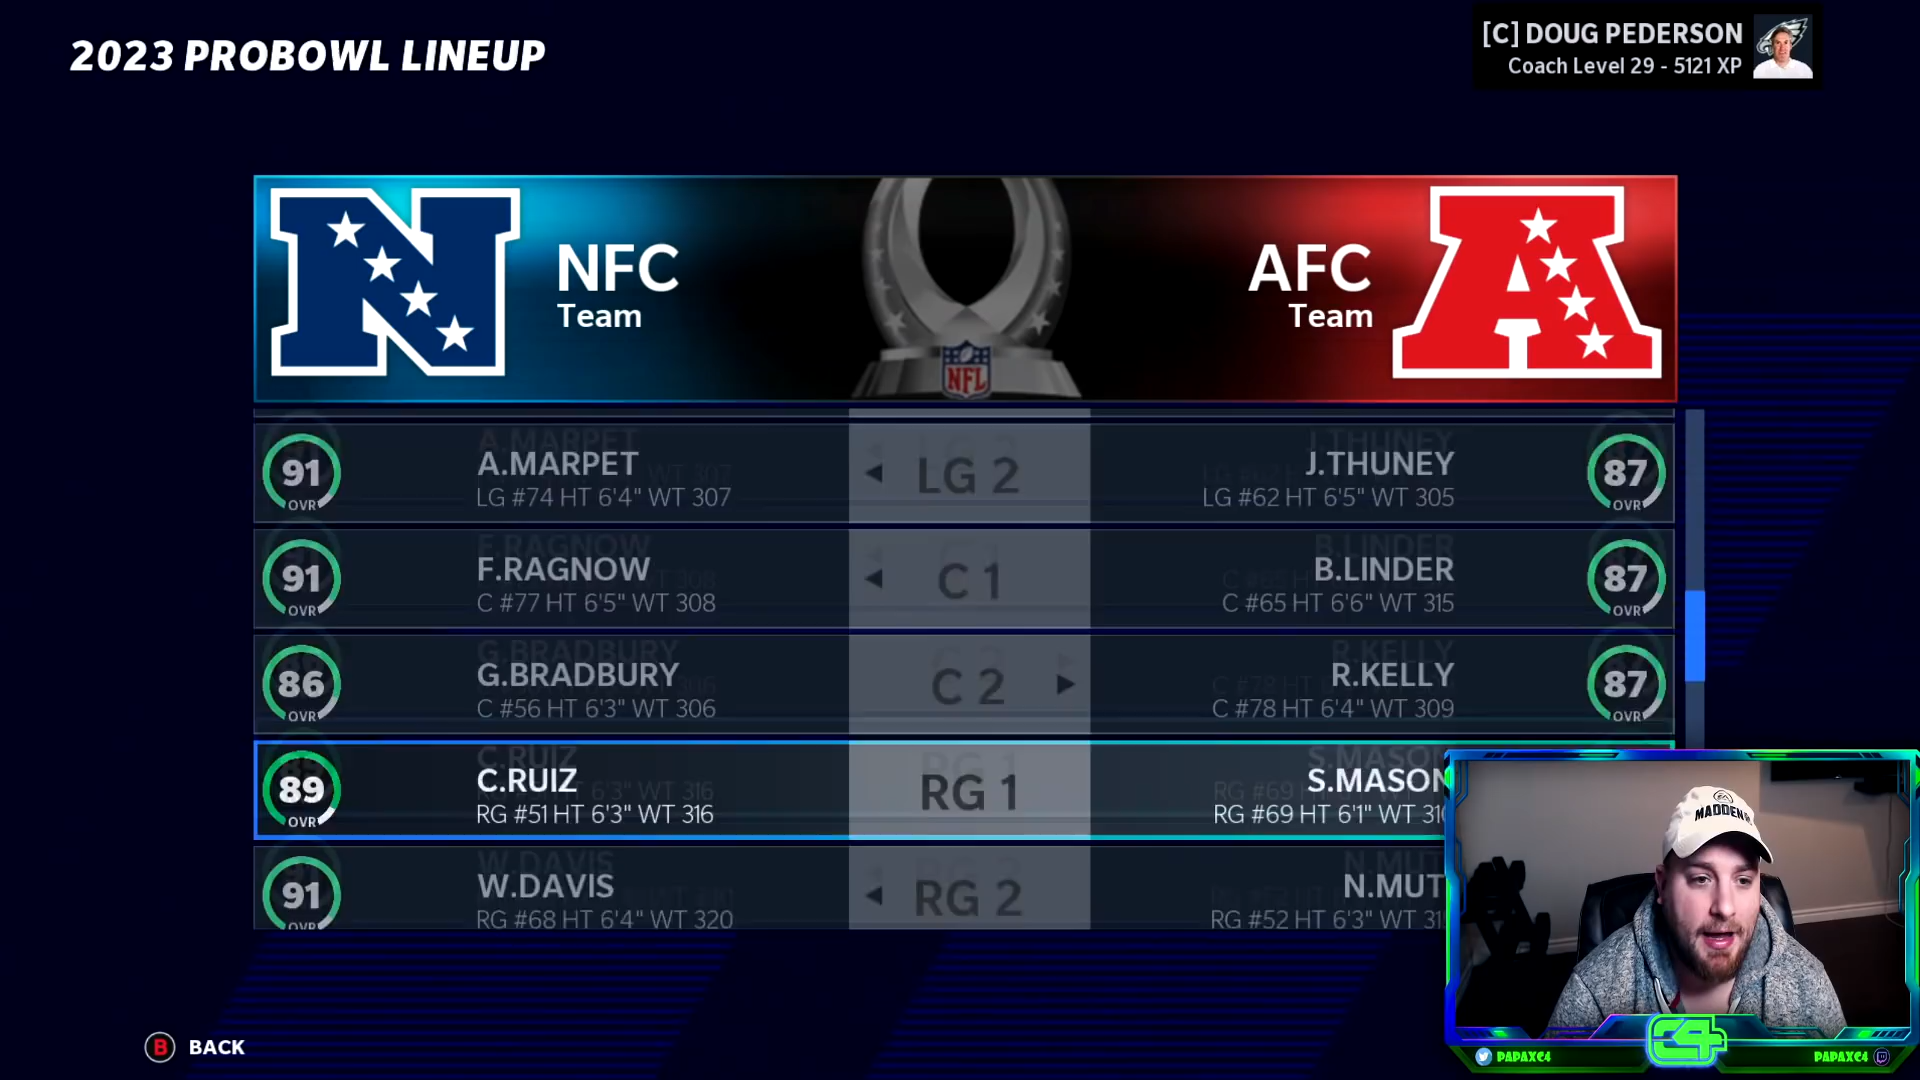 2023 PROBOWL LINEUP
[C] DOUG PEDERSON
Coach Level 29 - 5121 XP
NFC
Team
NFL
AFC
Team
91
OVR
A.MARPET
LG #74 HT 6'4" WT 307
LG 2
J.THUNEY
LG #62 HT 6'5" WT 305
87
OVR
91
OVR
F.RAGNOW
C #77 HT 6'5" WT 308
C 1
B.LINDER
C #65 HT 6'6" WT 315
87
OVR
86
OVR
G.BRADBURY
C #56 HT 6'3" WT 306
C 2
R.KELLY
C #78 HT 6'4" WT 309
87
OVR
89
OVR
C.RUIZ
RG #51 HT 6'3" WT 316
RG 1
S.MASON
RG #69 HT 6'1" WT
91
OVR
W.DAVIS
RG #68 HT 6'4" WT 320
RG 2
N.MUT
RG #52 HT 6'3" WT
MADDEN
B BACK
PAPAXC4
C4
PAPAXC4